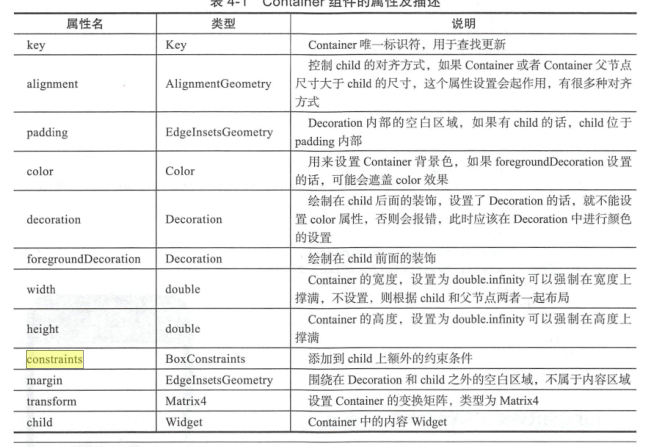 表 4-1 Container 组件的属性及描述
属性名 类型 说明
key Key Container 唯一标识符，用于查找更新
控制 child 的对齐方式，如果 Container 或者 Container 父节点
alignment AlignmentGeometry 尺寸大于 child 的尺寸，这个属性设置会起作用，有很多种对齐
方式
padding EdgeInsetsGeometry Decoration 内部的空白区域，如果有 child 的话，child 位于
padding 内部
color Color 用来设置 Container 背景色，如果 foregroundDecoration 设置
的话，可能会遮盖 color 效果
绘制在 child 后面的装饰，设置了 Decoration 的话，就不能设
decoration Decoration 置 color 属性，否则会报错，此时应该在 Decoration 中进行颜色
的设置
foregroundDecoration Decoration 绘制在 child 前面的装饰
width double Container 的宽度，设置为 double.infinity 可以强制在宽度上
撑满，不设置，则根据 child 和父节点两者一起布局
height double Container 的高度，设置为 double.infinity 可以强制在高度上
撑满
constraints BoxConstraints 添加到 child 上额外的约束条件
margin EdgeInsetsGeometry 围绕在 Decoration 和 child 之外的空白区域，不属于内容区域
transform Matrix4 设置 Container 的变换矩阵，类型为 Matrix4
child Widget Container 中的内容 Widget